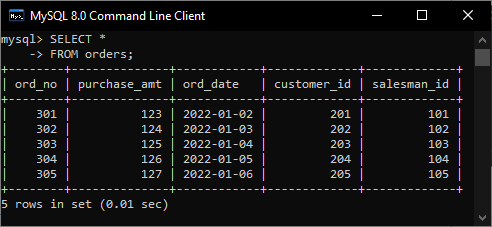 MySQL 8.0 Command Line Client
mysql> SELECT *
    -> FROM orders;
+--------+--------------+------------+-------------+-------------+
| ord_no | purchase_amt | ord_date   | customer_id | salesman_id |
+--------+--------------+------------+-------------+-------------+
|    301 |          123 | 2022-01-02 |         201 |         101 |
|    302 |          124 | 2022-01-03 |         202 |         102 |
|    303 |          125 | 2022-01-04 |         203 |         103 |
|    304 |          126 | 2022-01-05 |         204 |         104 |
|    305 |          127 | 2022-01-06 |         205 |         105 |
+--------+--------------+------------+-------------+-------------+
5 rows in set (0.01 sec)